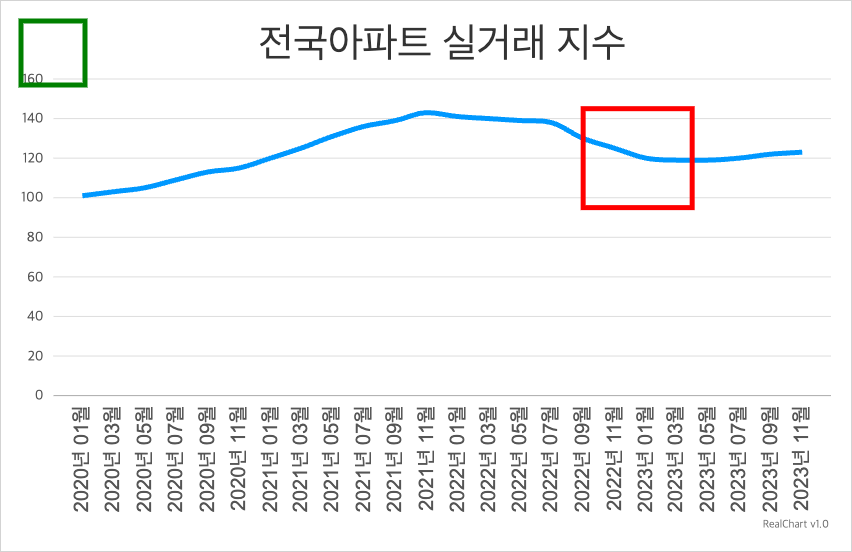 전국아파트 실거래 지수
160
140
120
100
80
60
40
20
0
2020년 01월
2020년 03월
2020년 05월
2020년 07월
2020년 09월
2020년 11월
2021년 01월
2021년 03월
2021년 05월
2021년 07월
2021년 09월
2021년 11월
2022년 01월
2022년 03월
2022년 05월
2022년 07월
2022년 09월
2022년 11월
2023년 01월
2023년 03월
2023년 05월
2023년 07월
2023년 09월
2023년 11월
RealChart v1.0